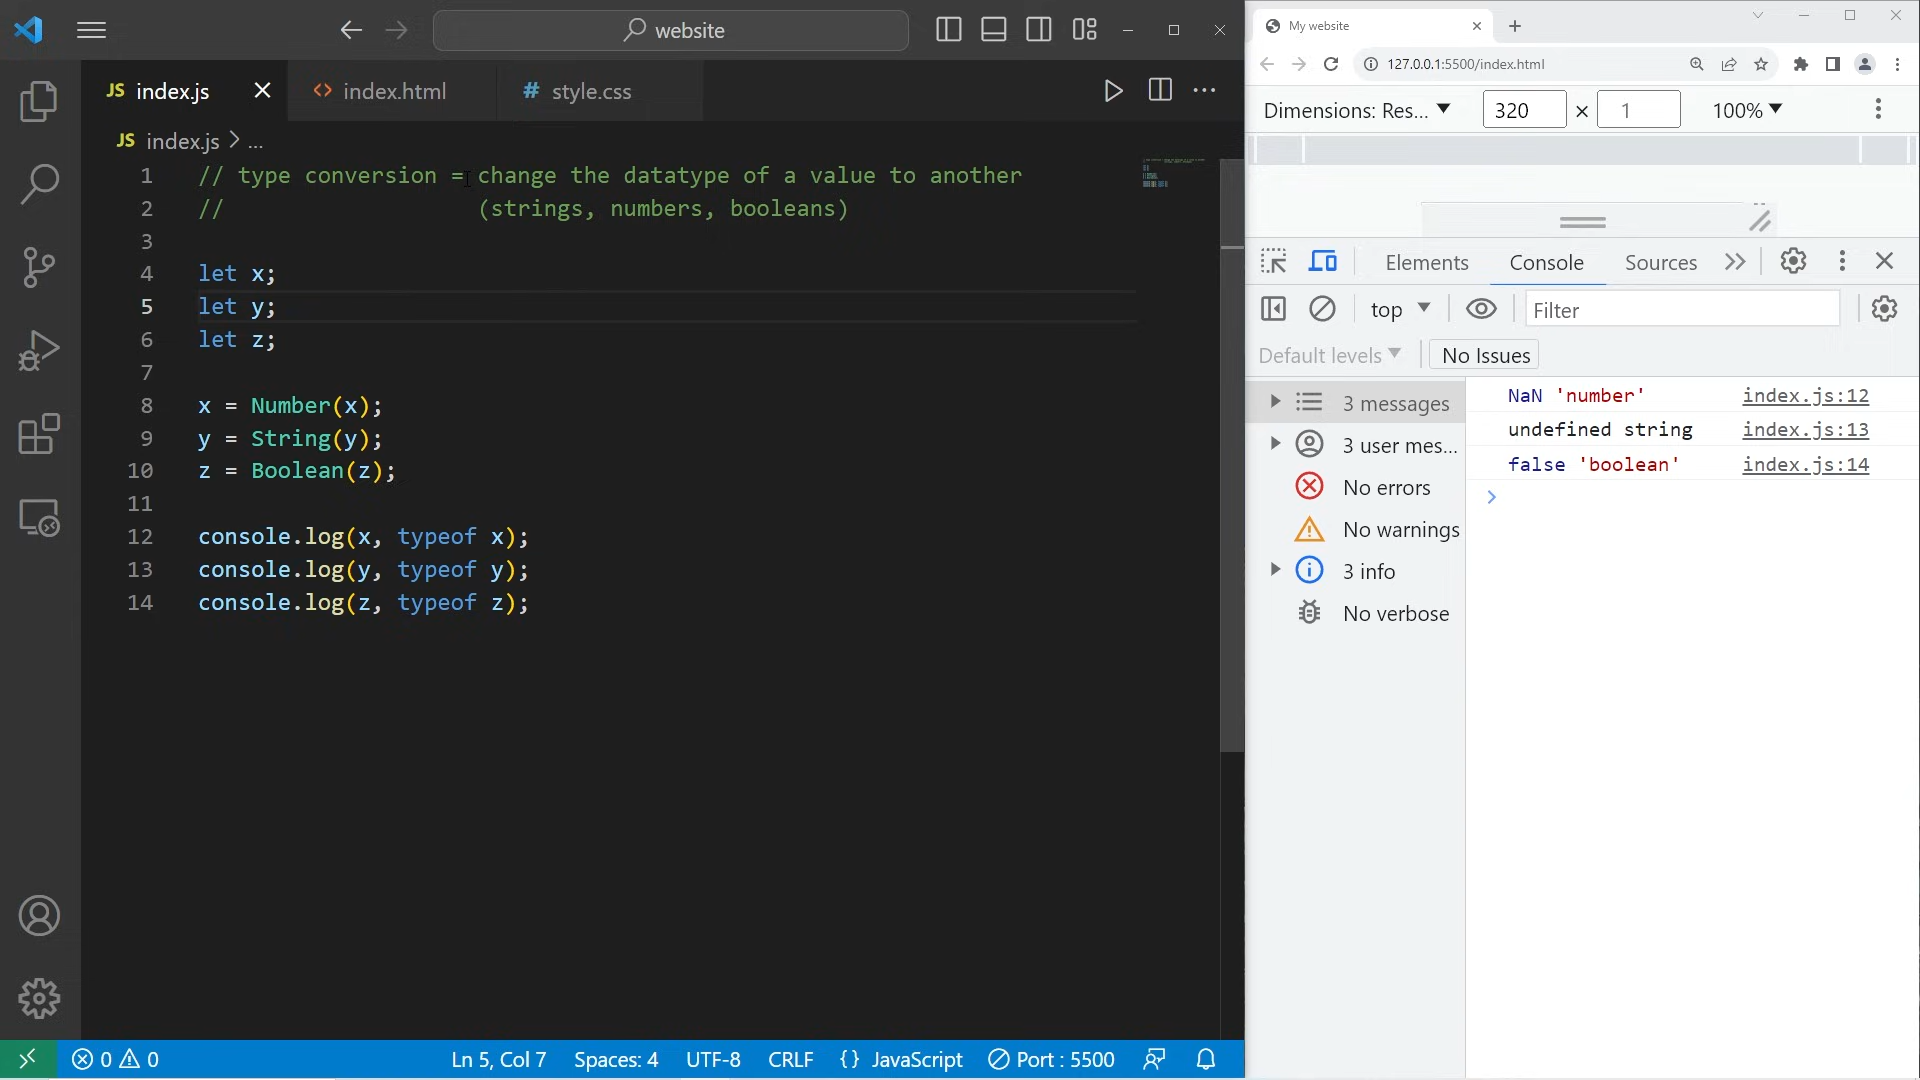 website
JS index.js
index.html
# style.css
JS index.js > ...
1 // type conversion = change the datatype of a value to another
2 // (strings, numbers, booleans)
3
4 let x;
5 let y;
6 let z;
7
8 x = Number(x);
9 y = String(y);
10 z = Boolean(z);
11
12 console.log(x, typeof x);
13 console.log(y, typeof y);
14 console.log(z, typeof z);
0 0
Ln 5, Col 7
Spaces: 4
UTF-8
CRLF
{} JavaScript
Port : 5500
My website
127.0.0.1:5500/index.html
Dimensions: Res... 320 × 1 100%
Elements Console Sources
top
Filter
Default levels
No Issues
3 messages
3 user mes...
No errors
No warnings
3 info
No verbose
NaN 'number' index.js:12
undefined string index.js:13
false 'boolean' index.js:14